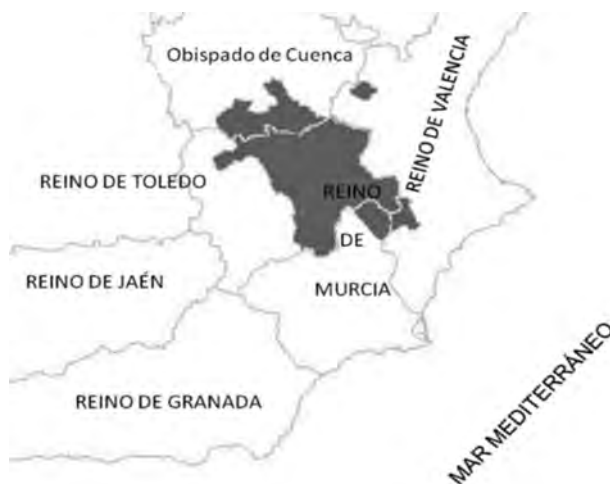 Obispado de Cuenca
REINO DE VALENCIA
REINO DE TOLEDO
REINO
DE
MURCIA
REINO DE JAÉN
REINO DE GRANADA
MAR MEDITERRÁNEO